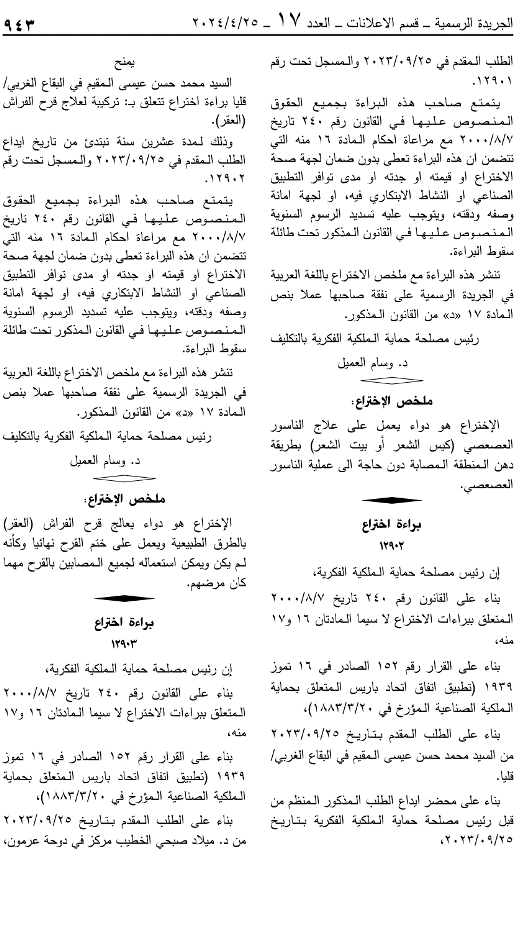 الجريدة الرسمية ــ قسم الاعلانات ــ العدد ١٧ ــ ٢٠٢٤/٤/٢٥
٩٤٣
الطلب المقدم في ٢٠٢٣/٠٩/٢٥ والمسجل تحت رقم
١٢٩٠١.
يتمتع صاحب هذه البراءة بجميع الحقوق
المنصوص عليها في القانون رقم ٢٤٠ تاريخ
٢٠٠٠/٨/٧ مع مراعاة احكام المادة ١٦ منه التي
تتضمن ان هذه البراءة تعطى بدون ضمان لجهة صحة
الاختراع او قيمته او جدته او مدى توافر التطبيق
الصناعي او النشاط الابتكاري فيه، او لجهة امانة
وصفه ودقته، ويتوجب عليه تسديد الرسوم السنوية
المنصوص عليها في القانون المذكور تحت طائلة
سقوط البراءة.
تنشر هذه البراءة مع ملخص الاختراع باللغة العربية
في الجريدة الرسمية على نفقة صاحبها عملا بنص
المادة ١٧ «د» من القانون المذكور.
رئيس مصلحة حماية الملكية الفكرية بالتكليف
د. وسام العميل
ملخص الإختراع:
الإختراع هو دواء يعمل على علاج الناسور
العصعصي (كيس الشعر أو بيت الشعر) بطريقة
دهن المنطقة المصابة دون حاجة الى عملية الناسور
العصعصي.
براءة اختراع
١٢٩٠٢
إن رئيس مصلحة حماية الملكية الفكرية،
بناء على القانون رقم ٢٤٠ تاريخ ٢٠٠٠/٨/٧
المتعلق ببراءات الاختراع لا سيما المادتان ١٦ و١٧
منه،
بناء على القرار رقم ١٥٢ الصادر في ١٦ تموز
١٩٣٩ (تطبيق اتفاق اتحاد باريس المتعلق بحماية
الملكية الصناعية المؤرخ في ١٨٨٣/٣/٢٠)،
بناء على الطلب المقدم بتاريخ ٢٠٢٣/٠٩/٢٥
من السيد محمد حسن عيسى المقيم في البقاع الغربي/
قليا.
بناء على محضر ايداع الطلب المذكور المنظم من
قبل رئيس مصلحة حماية الملكية الفكرية بتاريخ
٢٠٢٣/٠٩/٢٥،
يمنح
السيد محمد حسن عيسى المقيم في البقاع الغربي/
قليا براءة اختراع تتعلق بـ: تركيبة لعلاج قرح الفراش
(العقر).
وذلك لمدة عشرين سنة تبتدئ من تاريخ ايداع
الطلب المقدم في ٢٠٢٣/٠٩/٢٥ والمسجل تحت رقم
١٢٩٠٢.
يتمتع صاحب هذه البراءة بجميع الحقوق
المنصوص عليها في القانون رقم ٢٤٠ تاريخ
٢٠٠٠/٨/٧ مع مراعاة احكام المادة ١٦ منه التي
تتضمن ان هذه البراءة تعطى بدون ضمان لجهة صحة
الاختراع او قيمته او جدته او مدى توافر التطبيق
الصناعي او النشاط الابتكاري فيه، او لجهة امانة
وصفه ودقته، ويتوجب عليه تسديد الرسوم السنوية
المنصوص عليها في القانون المذكور تحت طائلة
سقوط البراءة.
تنشر هذه البراءة مع ملخص الاختراع باللغة العربية
في الجريدة الرسمية على نفقة صاحبها عملا بنص
المادة ١٧ «د» من القانون المذكور.
رئيس مصلحة حماية الملكية الفكرية بالتكليف
د. وسام العميل
ملخص الإختراع:
الإختراع هو دواء يعالج قرح الفراش (العقر)
بالطرق الطبيعية ويعمل على ختم القرح نهائيا وكأنه
لم يكن ويمكن استعماله لجميع المصابين بالقرح مهما
كان مرضهم.
براءة اختراع
١٢٩٠٣
إن رئيس مصلحة حماية الملكية الفكرية،
بناء على القانون رقم ٢٤٠ تاريخ ٢٠٠٠/٨/٧
المتعلق ببراءات الاختراع لا سيما المادتان ١٦ و١٧
منه،
بناء على القرار رقم ١٥٢ الصادر في ١٦ تموز
١٩٣٩ (تطبيق اتفاق اتحاد باريس المتعلق بحماية
الملكية الصناعية المؤرخ في ١٨٨٣/٣/٢٠)،
بناء على الطلب المقدم بتاريخ ٢٠٢٣/٠٩/٢٥
من د. ميلاد صبحي الخطيب مركز في دوحة عرمون،